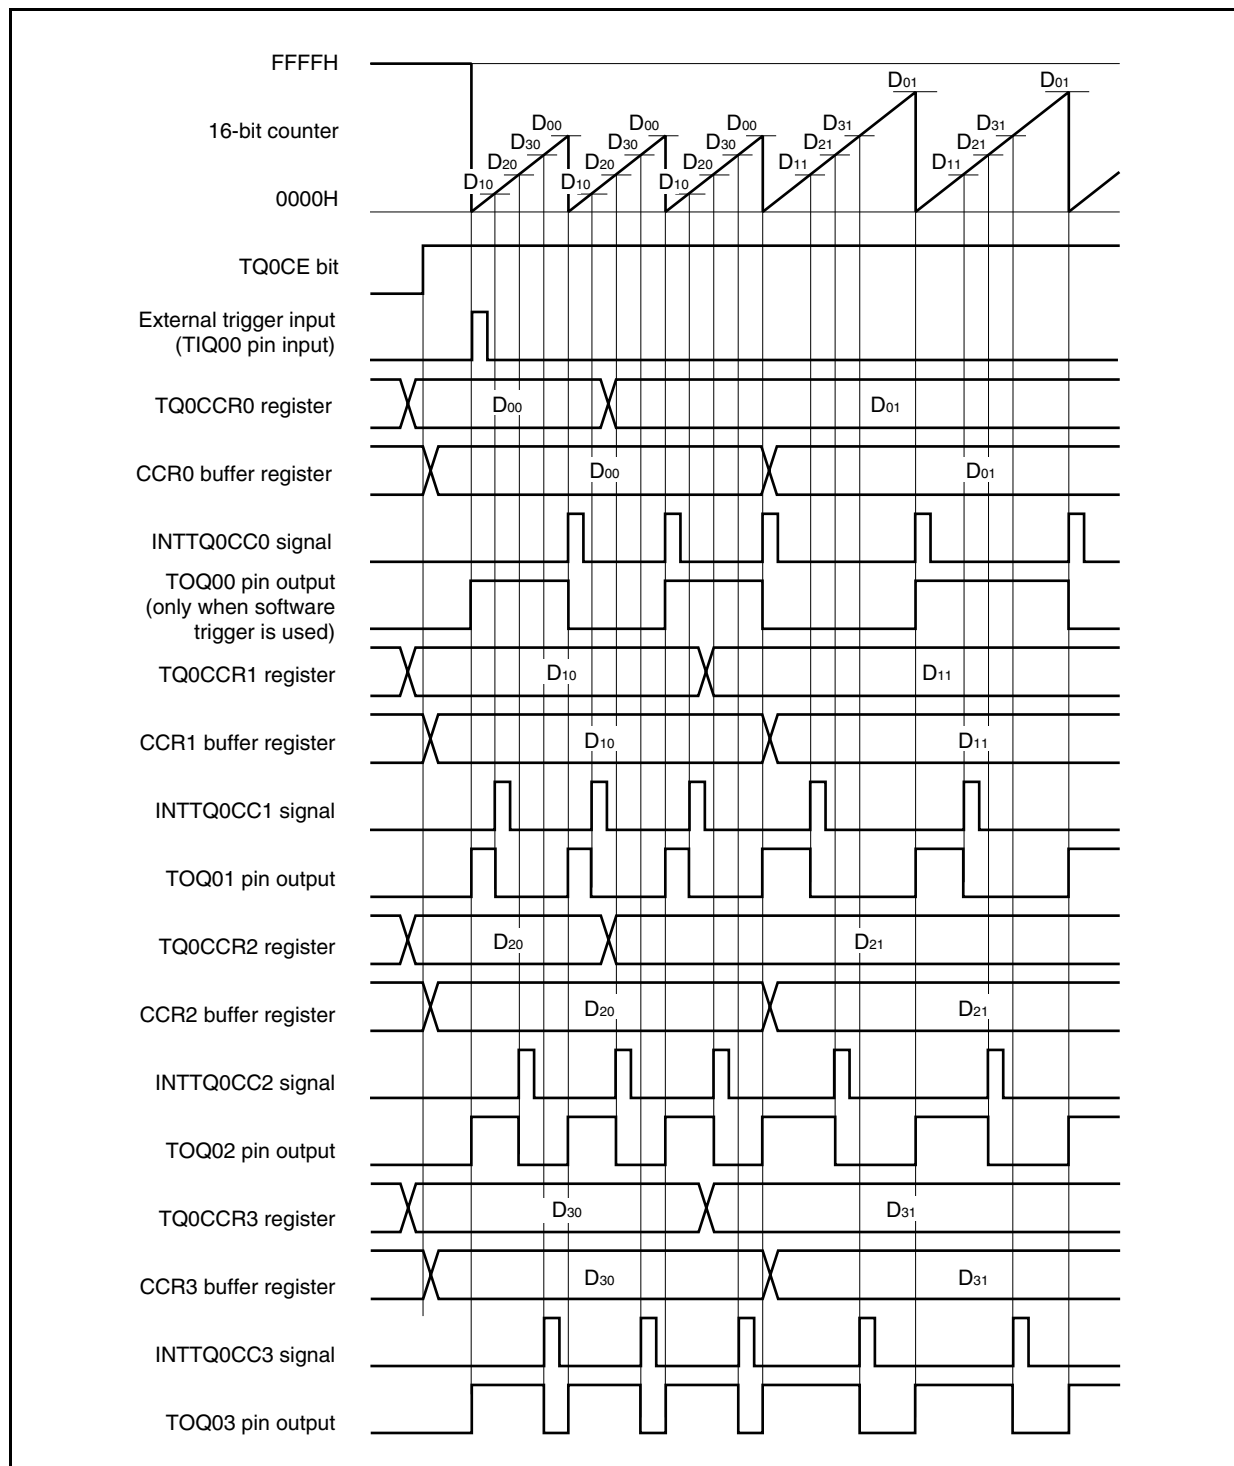 FFFFH
D01 D01
16-bit counter
D00 D00 D00 D31 D31
D30 D30 D30 D21 D21
D20 D20 D20 D11 D11
D10 D10 D10
0000H
TQ0CE bit
External trigger input
(TIQ00 pin input)
TQ0CCR0 register D00 D01
CCR0 buffer register D00 D01
INTTQ0CC0 signal
TOQ00 pin output
(only when software
trigger is used)
TQ0CCR1 register D10 D11
CCR1 buffer register D10 D11
INTTQ0CC1 signal
TOQ01 pin output
TQ0CCR2 register D20 D21
CCR2 buffer register D20 D21
INTTQ0CC2 signal
TOQ02 pin output
TQ0CCR3 register D30 D31
CCR3 buffer register D30 D31
INTTQ0CC3 signal
TOQ03 pin output